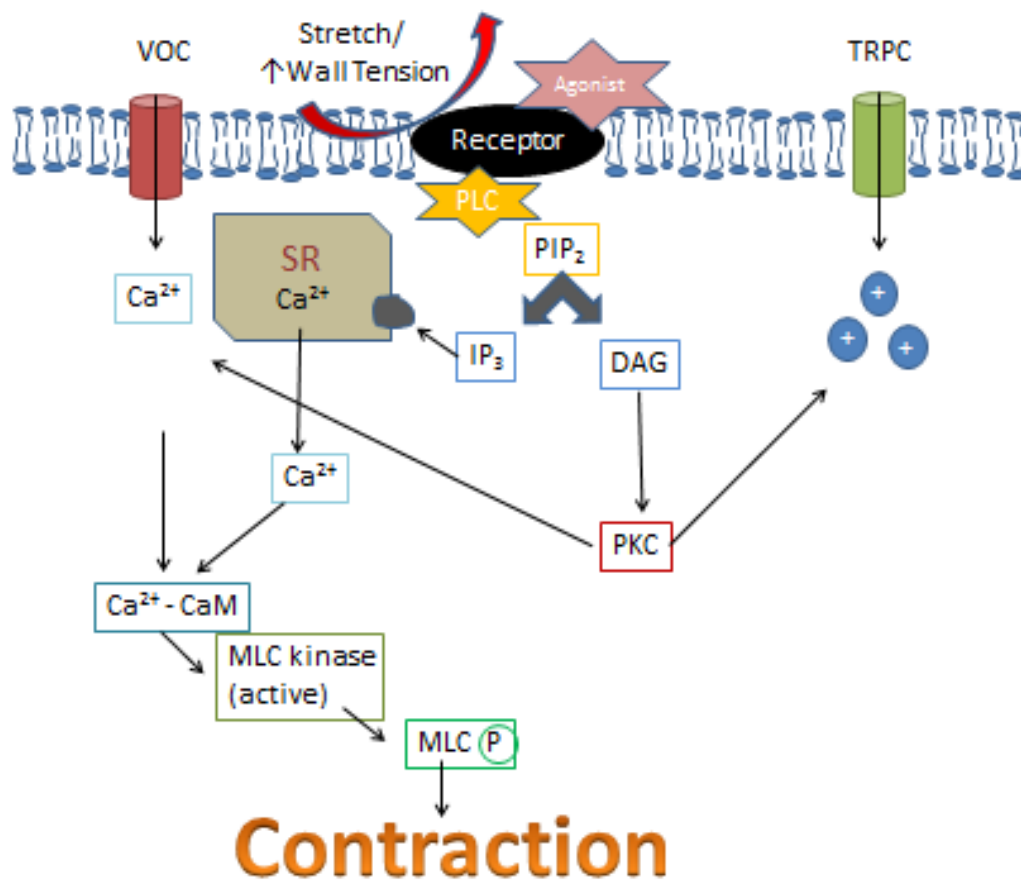 VOC
Stretch/
↑Wall Tension
Agonist
TRPC
Receptor
PLC
SR
Ca²⁺
PIP₂
Ca²⁺
IP₃
DAG
+
+
+
Ca²⁺
PKC
Ca²⁺ - CaM
MLC kinase
(active)
MLC P
Contraction